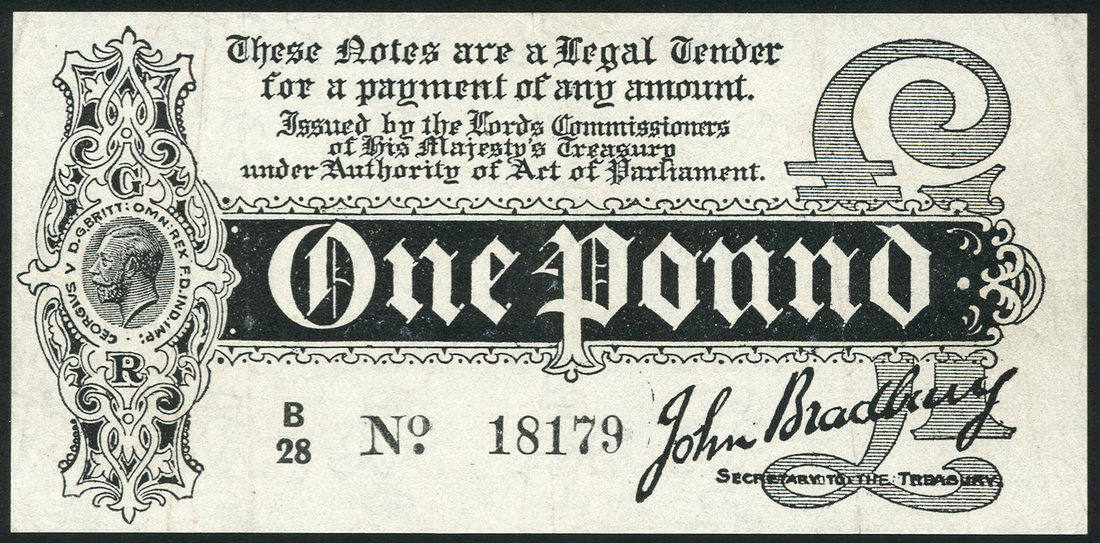 These Notes are a Legal Tender
for a payment of any amount.
Issued by the Lords Commissioners
of His Majesty's Treasury
under Authority of Act of Parliament.
£
G
GEORGIVS V D.G.BRITT: OMN: REX F.D.IND:IMP:
R
One Pound
£1
B
28
No. 18179
John Bradbury
SECRETARY TO THE TREASURY.